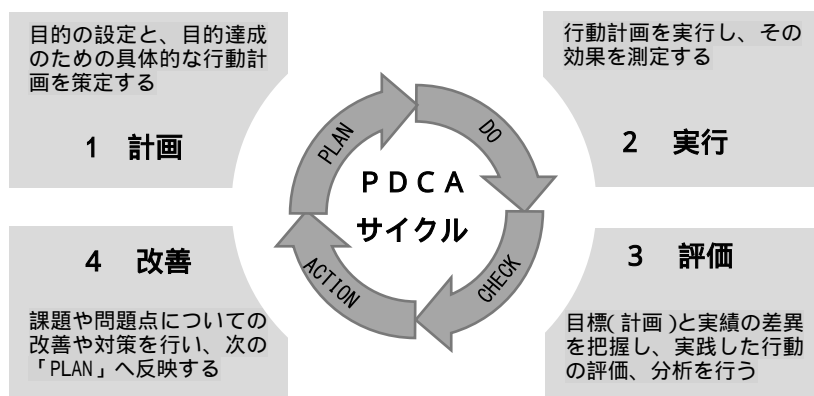 目的の設定と、目的達成
のための具体的な行動計
画を策定する
1 計画
行動計画を実行し、その
効果を測定する
2 実行
PLAN
DO
PDCA
サイクル
ACTION
CHECK
4 改善
課題や問題点についての
改善や対策を行い、次の
「PLAN」へ反映する
3 評価
目標(計画)と実績の差異
を把握し、実践した行動
の評価、分析を行う